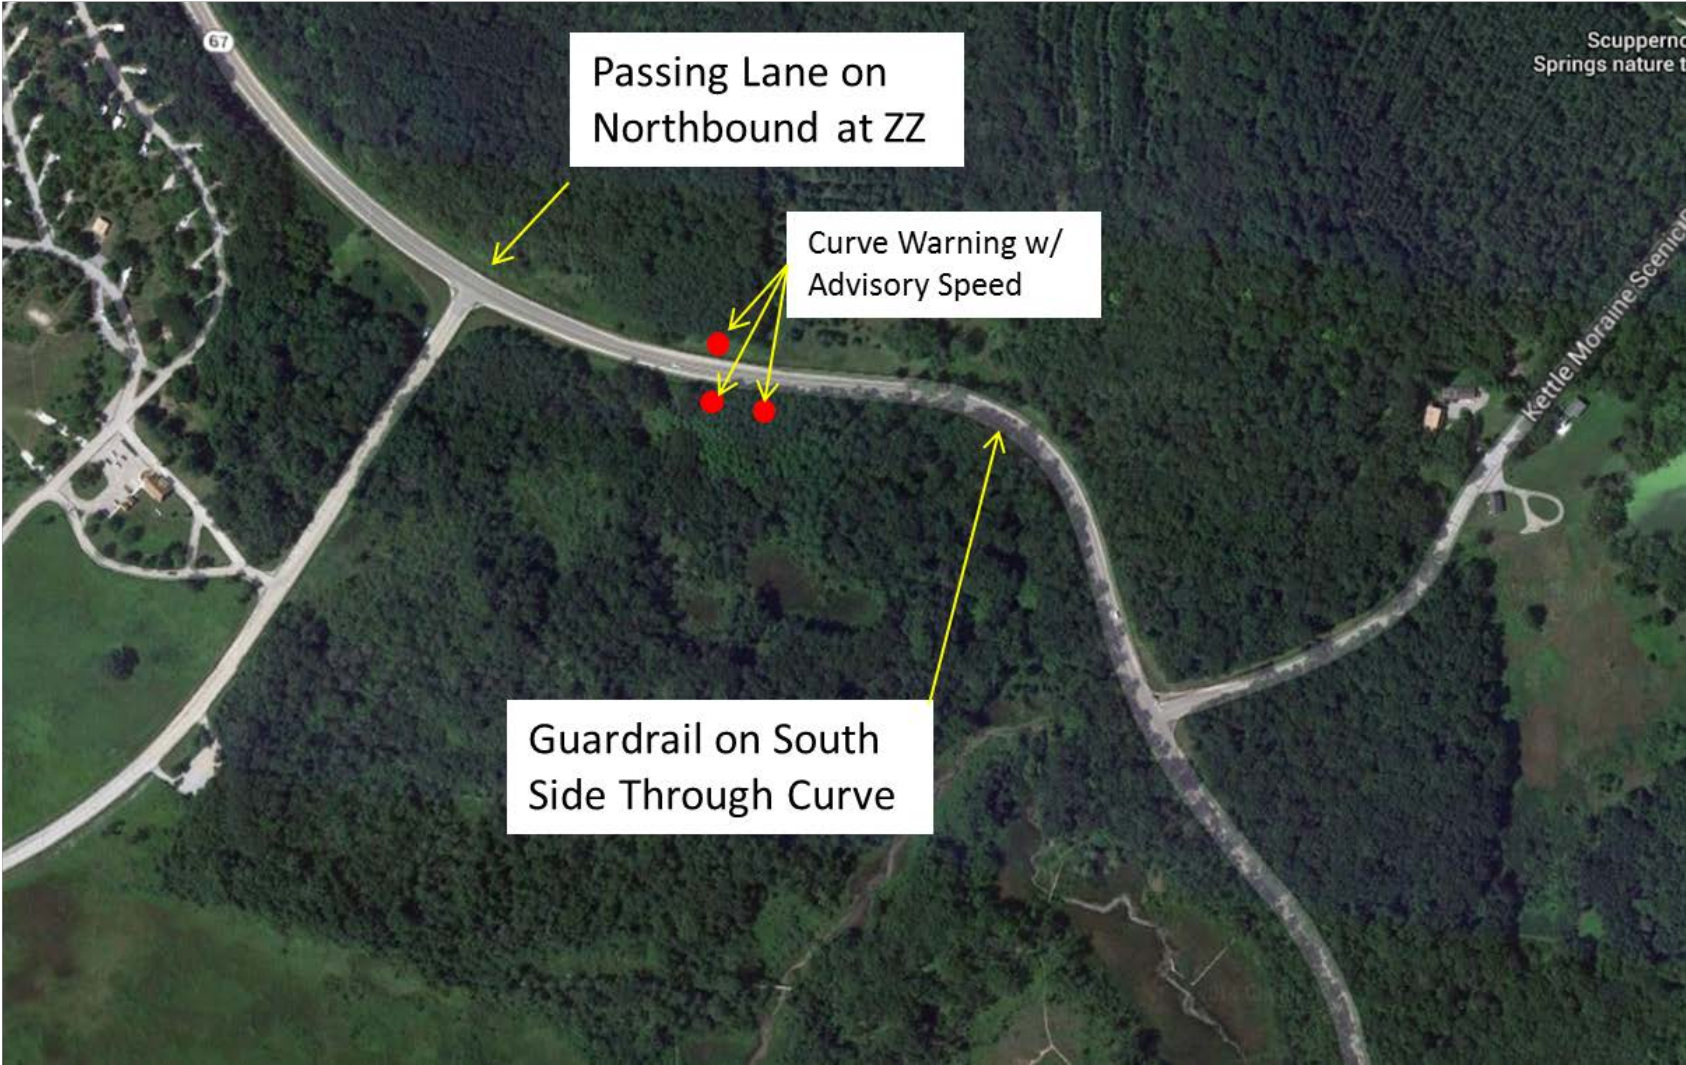 67
Scupperno
Springs nature t
Passing Lane on
Northbound at ZZ
Curve Warning w/
Advisory Speed
Kettle Moraine Scenic
Guardrail on South
Side Through Curve